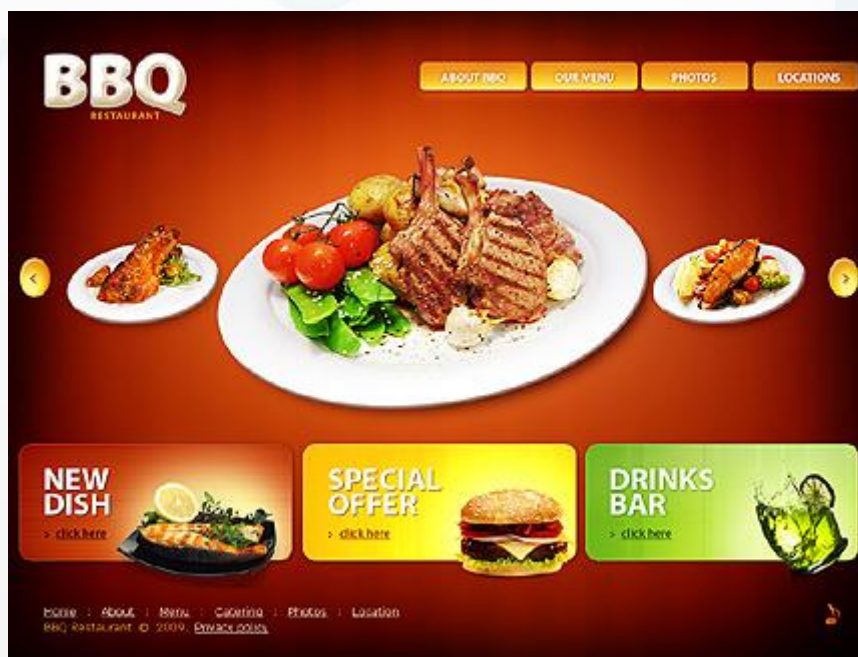 BBQ
RESTAURANT
ABOUT BBQ
OUR MENU
PHOTOS
LOCATIONS
NEW
DISH
> click here
SPECIAL
OFFER
> click here
DRINKS
BAR
> click here
Home : About : Menu : Catering : Photos : Location
BBQ Restaurant © 2009. Privacy policy